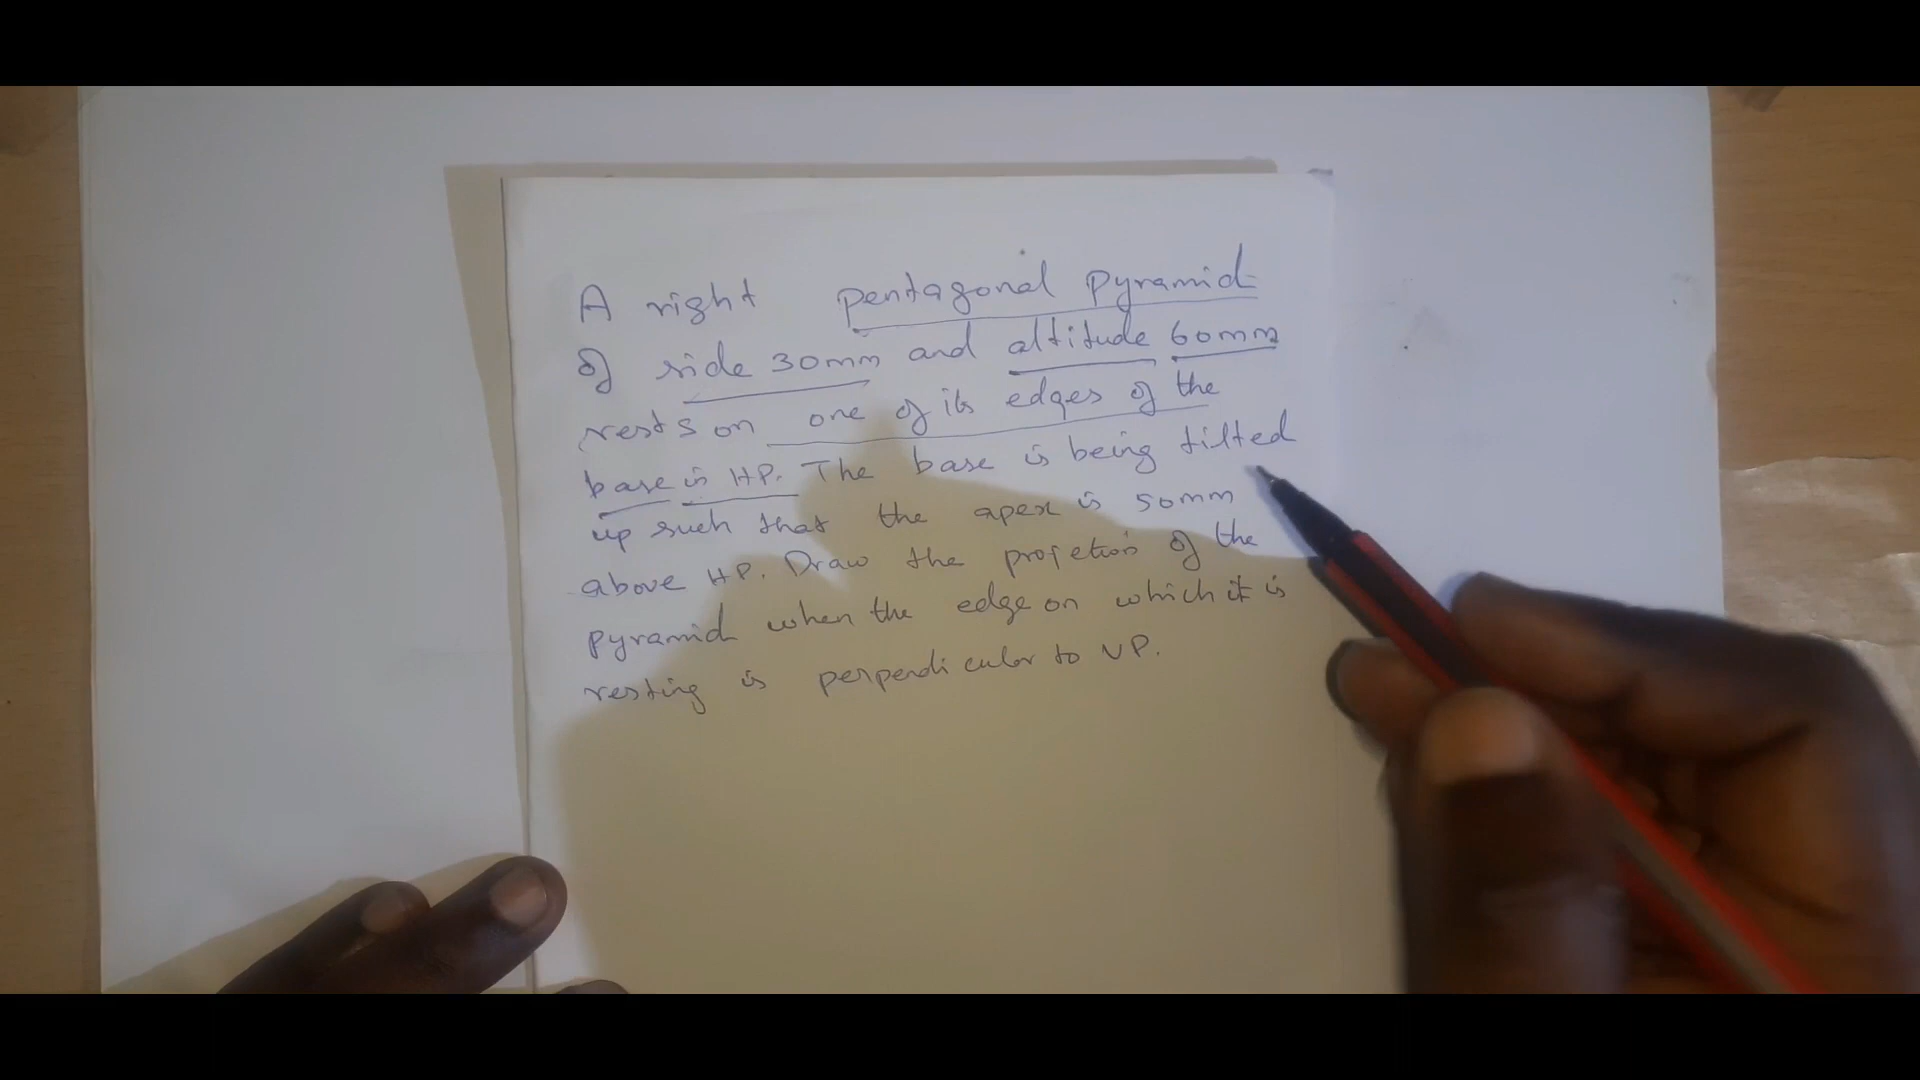 A right pentagonal pyramid
of side 30mm and altitude 60mm
rests on one of its edges of the
base is HP. The base is being tilted
up such that the apex is 50mm
above HP. Draw the projetion of the
pyramid when the edge on which it is
resting is perpendicular to VP.